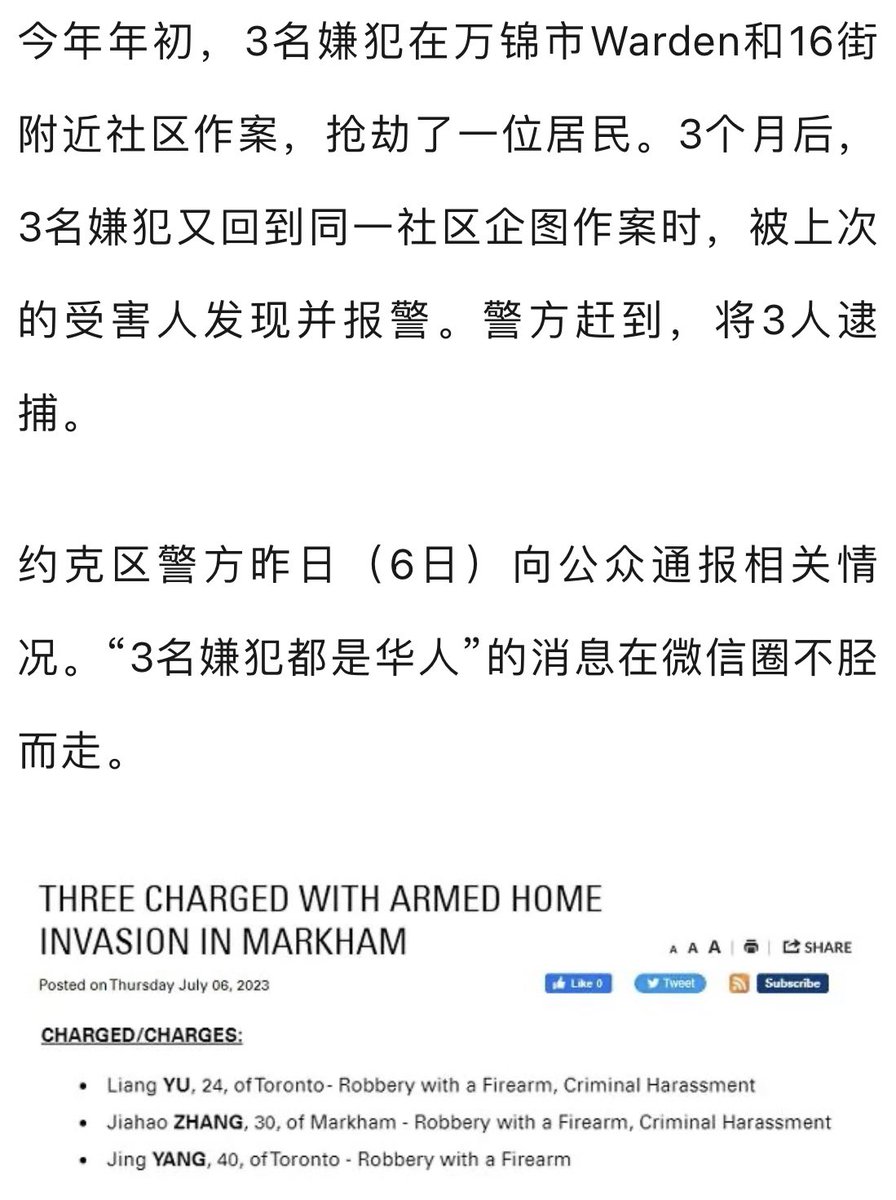 今年年初，3名嫌犯在万锦市Warden和16街
附近社区作案，抢劫了一位居民。3个月后，
3名嫌犯又回到同一社区企图作案时，被上次
的受害人发现并报警。警方赶到，将3人逮
捕。
约克区警方昨日（6日）向公众通报相关情
况。“3名嫌犯都是华人”的消息在微信圈不胫
而走。
THREE CHARGED WITH ARMED HOME
INVASION IN MARKHAM
A A A | | SHARE
Posted on Thursday July 06, 2023
Like 0 Tweet Subscribe
CHARGED/CHARGES:
• Liang YU, 24, of Toronto- Robbery with a Firearm, Criminal Harassment
• Jiahao ZHANG, 30, of Markham - Robbery with a Firearm, Criminal Harassment
• Jing YANG, 40, of Toronto - Robbery with a Firearm